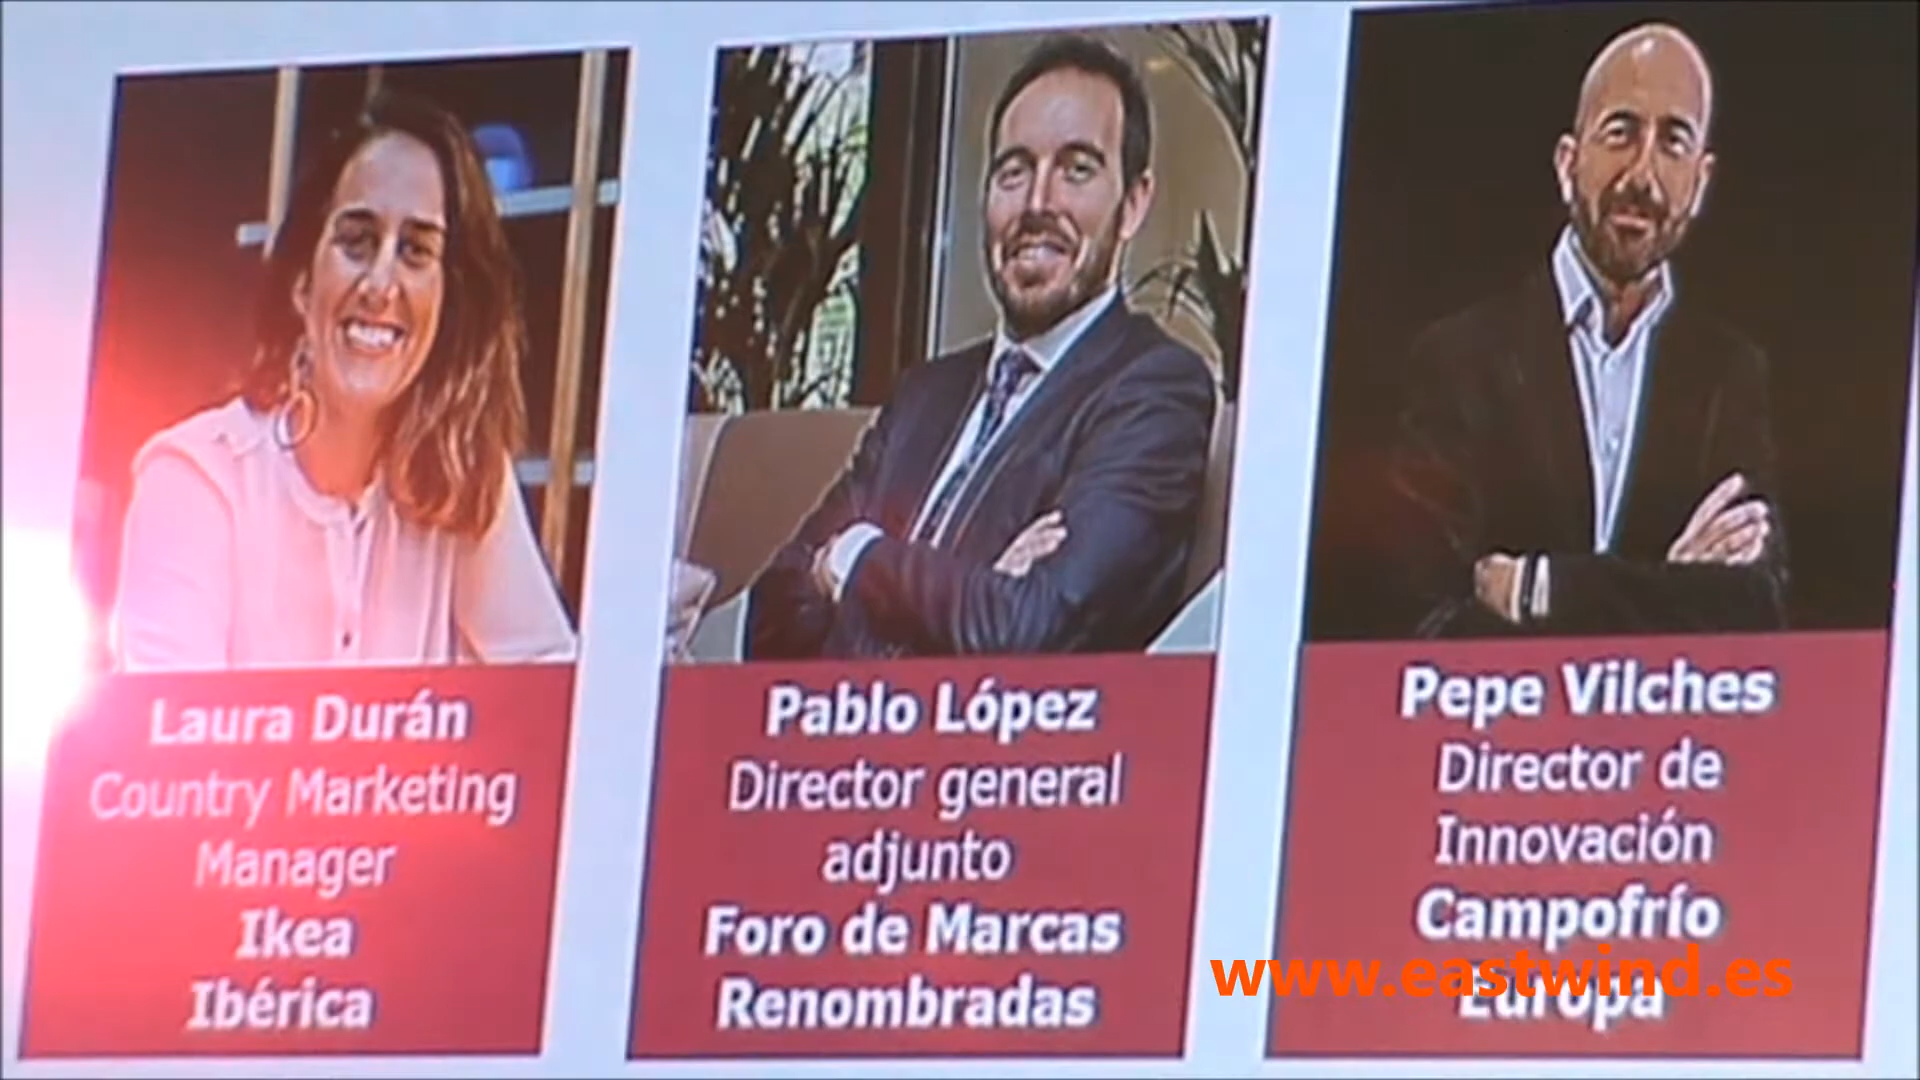 Laura Durán
Country Marketing
Manager
Ikea
Ibérica
Pablo López
Director general
adjunto
Foro de Marcas
Renombradas
Pepe Vilches
Director de
Innovación
Campofrío
Europa
www.eastwind.es